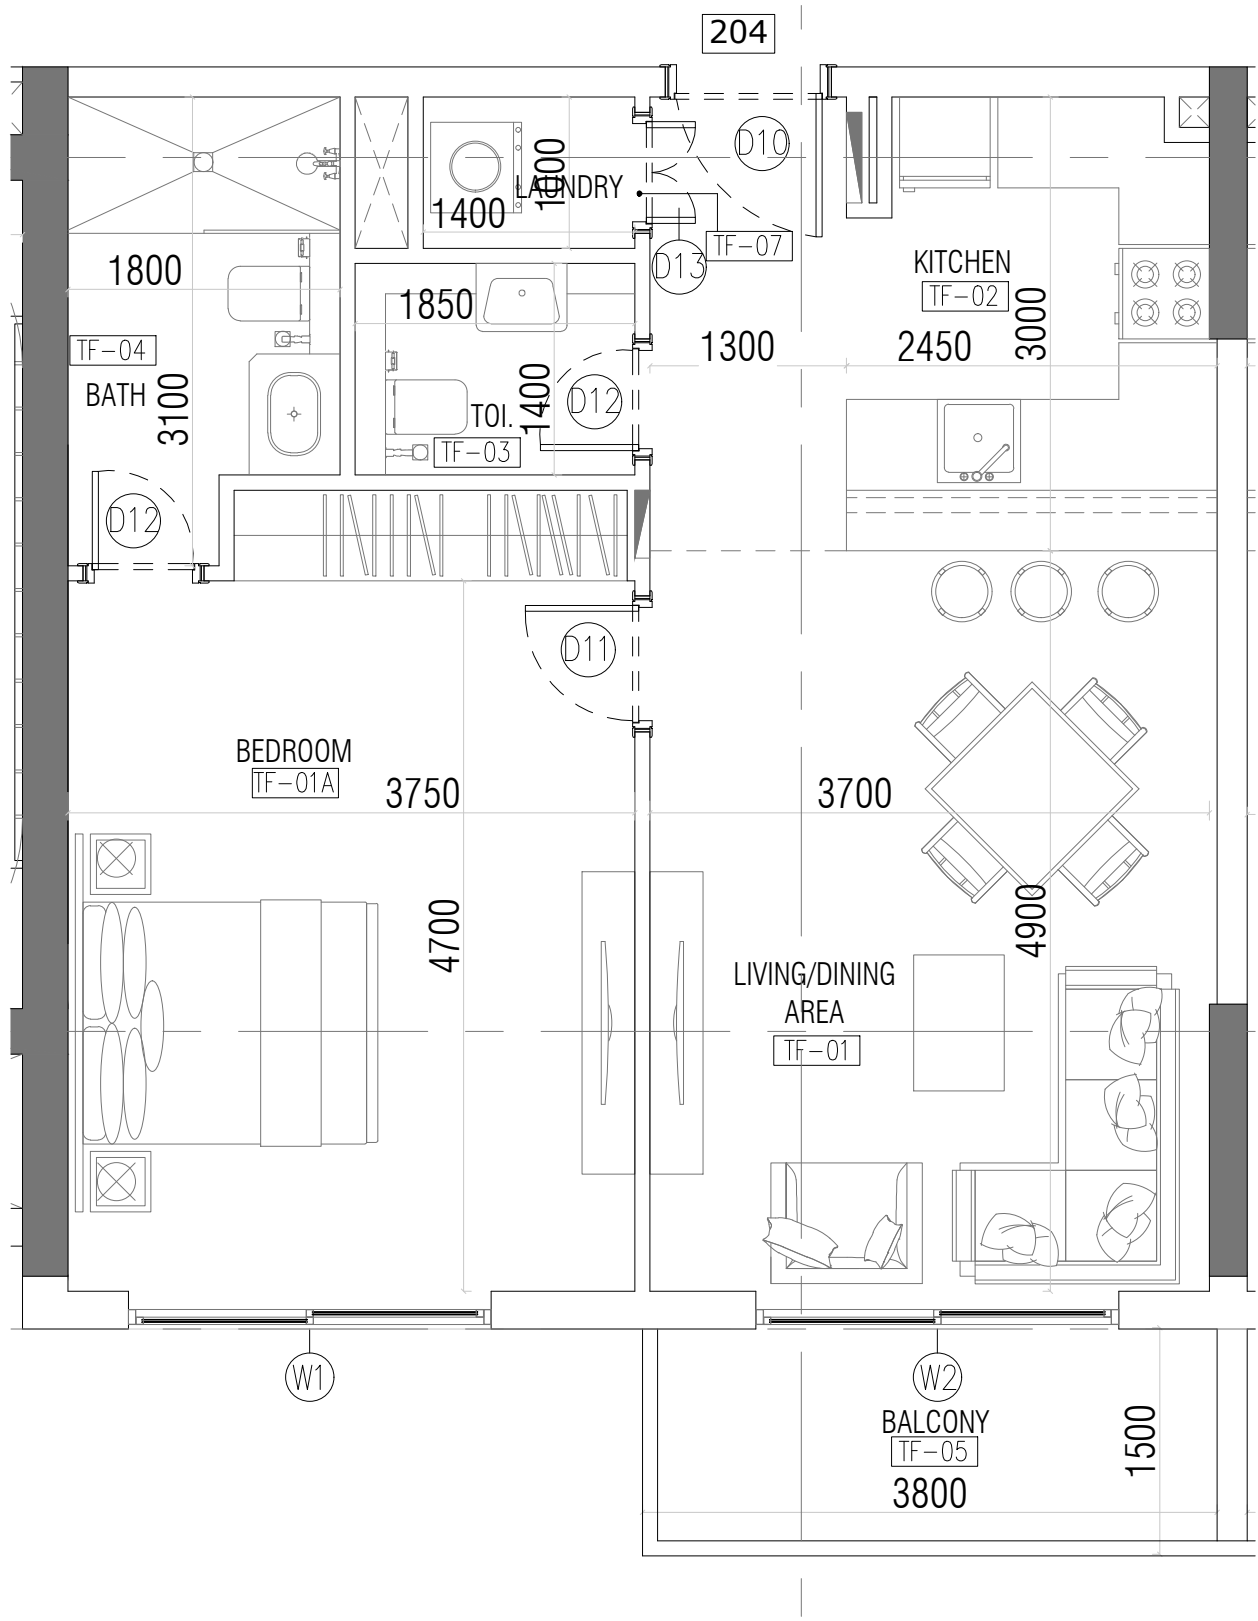 204
D10
1000
LAUNDRY
1400
TF-07
D13
KITCHEN
TF-02
1800
1850
3000
1300
2450
TF-04
BATH
3100
TOI.
1400
D12
TF-03
D12
D11
BEDROOM
TF-01A
3750
3700
4700
4900
LIVING/DINING
AREA
TF-01
W1
W2
BALCONY
TF-05
1500
3800